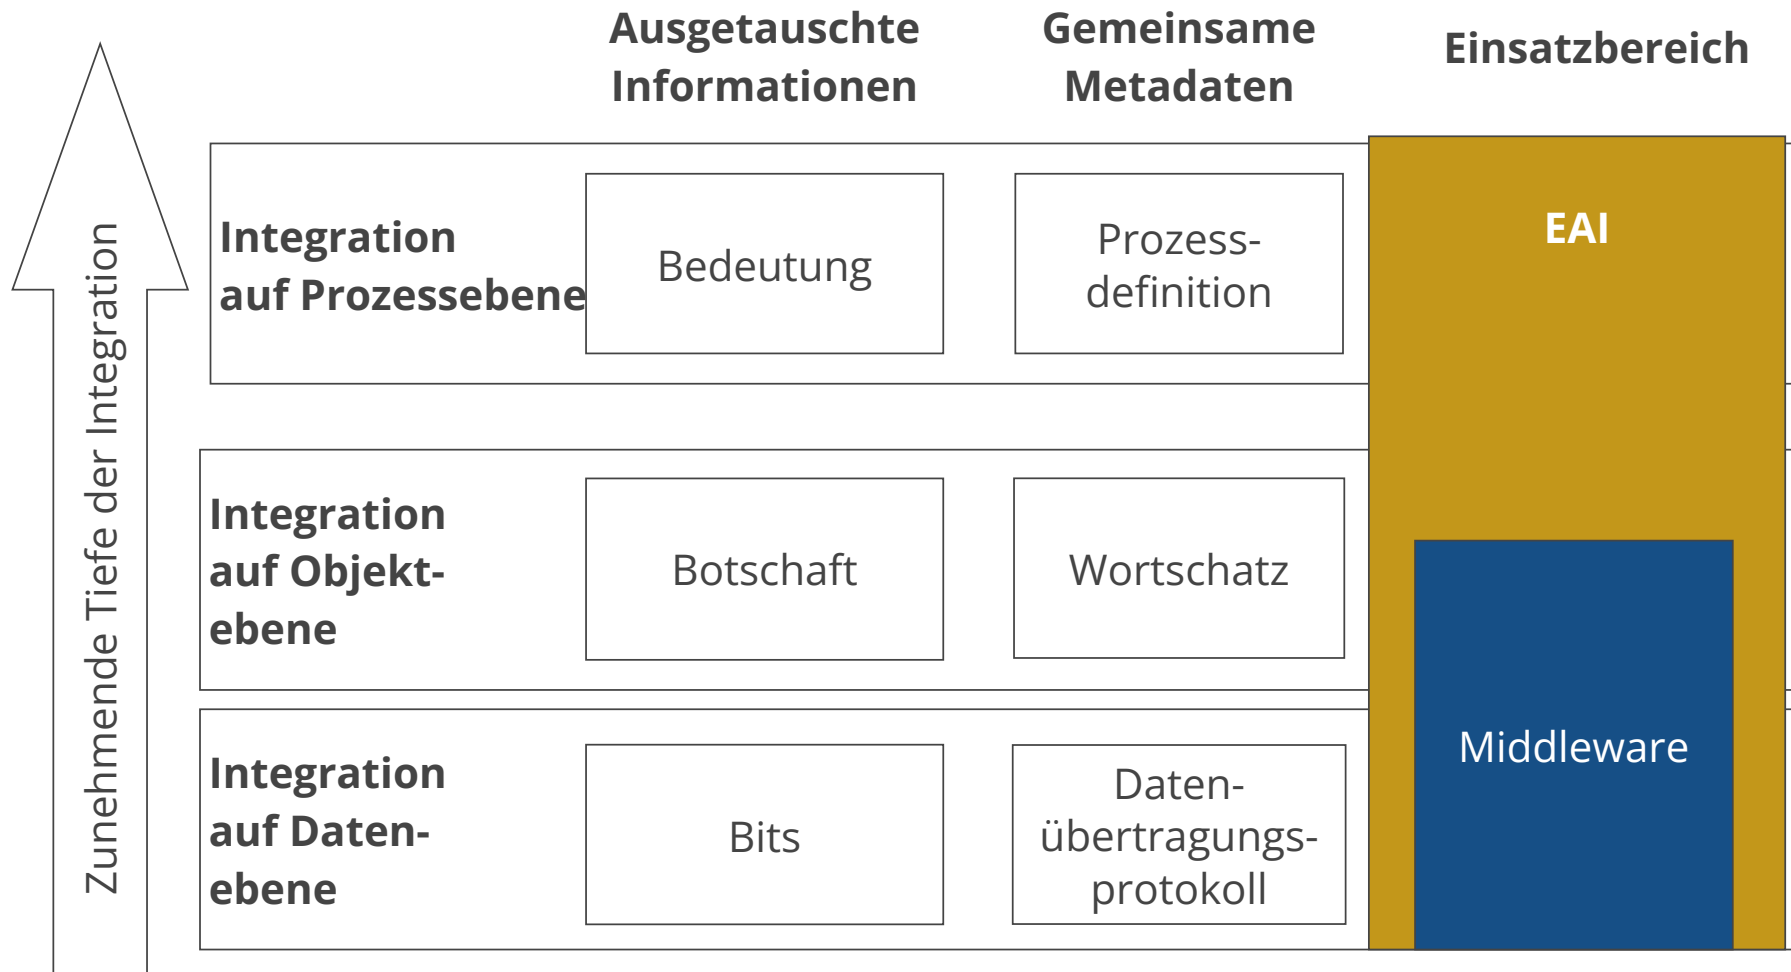 Ausgetauschte
Informationen
Gemeinsame
Metadaten
Einsatzbereich
Zunehmende Tiefe der Integration
Integration
auf Prozessebene
Bedeutung
Prozess-
definition
EAI
Integration
auf Objekt-
ebene
Botschaft
Wortschatz
Integration
auf Daten-
ebene
Bits
Daten-
übertragungs-
protokoll
Middleware